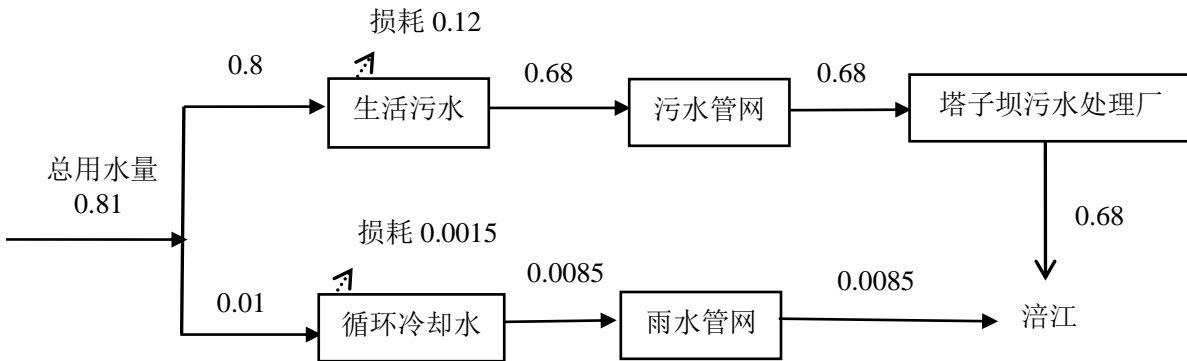 损耗 0.12
0.8
0.68
0.68
生活污水
污水管网
塔子坝污水处理厂
总用水量
0.81
0.68
损耗 0.0015
0.01
0.0085
0.0085
循环冷却水
雨水管网
涪江